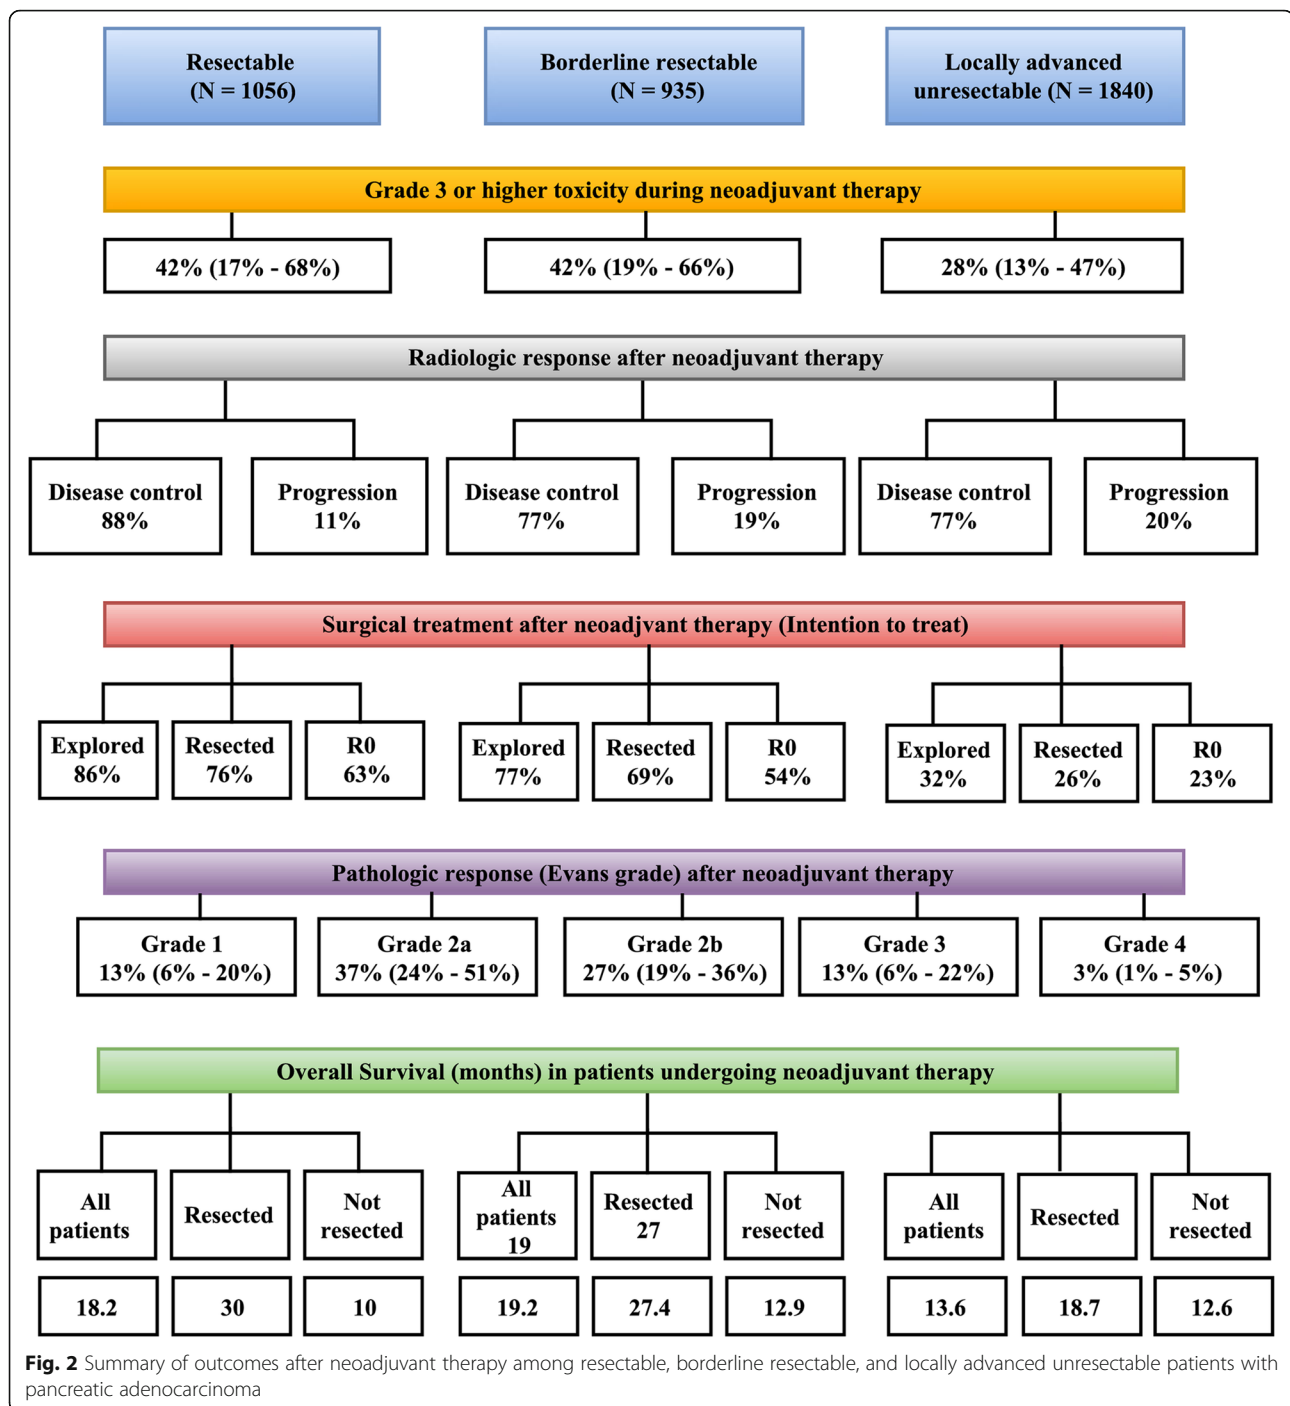 Resectable
(N = 1056)
Borderline resectable
(N = 935)
Locally advanced
unresectable (N = 1840)
Grade 3 or higher toxicity during neoadjuvant therapy
42% (17% - 68%)
42% (19% - 66%)
28% (13% - 47%)
Radiologic response after neoadjuvant therapy
Disease control
88%
Progression
11%
Disease control
77%
Progression
19%
Disease control
77%
Progression
20%
Surgical treatment after neoadjvant therapy (Intention to treat)
Explored
86%
Resected
76%
R0
63%
Explored
77%
Resected
69%
R0
54%
Explored
32%
Resected
26%
R0
23%
Pathologic response (Evans grade) after neoadjuvant therapy
Grade 1
13% (6% - 20%)
Grade 2a
37% (24% - 51%)
Grade 2b
27% (19% - 36%)
Grade 3
13% (6% - 22%)
Grade 4
3% (1% - 5%)
Overall Survival (months) in patients undergoing neoadjuvant therapy
All
patients
Resected
Not
resected
All
patients
19
Resected
27
Not
resected
All
patients
Resected
Not
resected
18.2
30
10
19.2
27.4
12.9
13.6
18.7
12.6
Fig. 2 Summary of outcomes after neoadjuvant therapy among resectable, borderline resectable, and locally advanced unresectable patients with
pancreatic adenocarcinoma